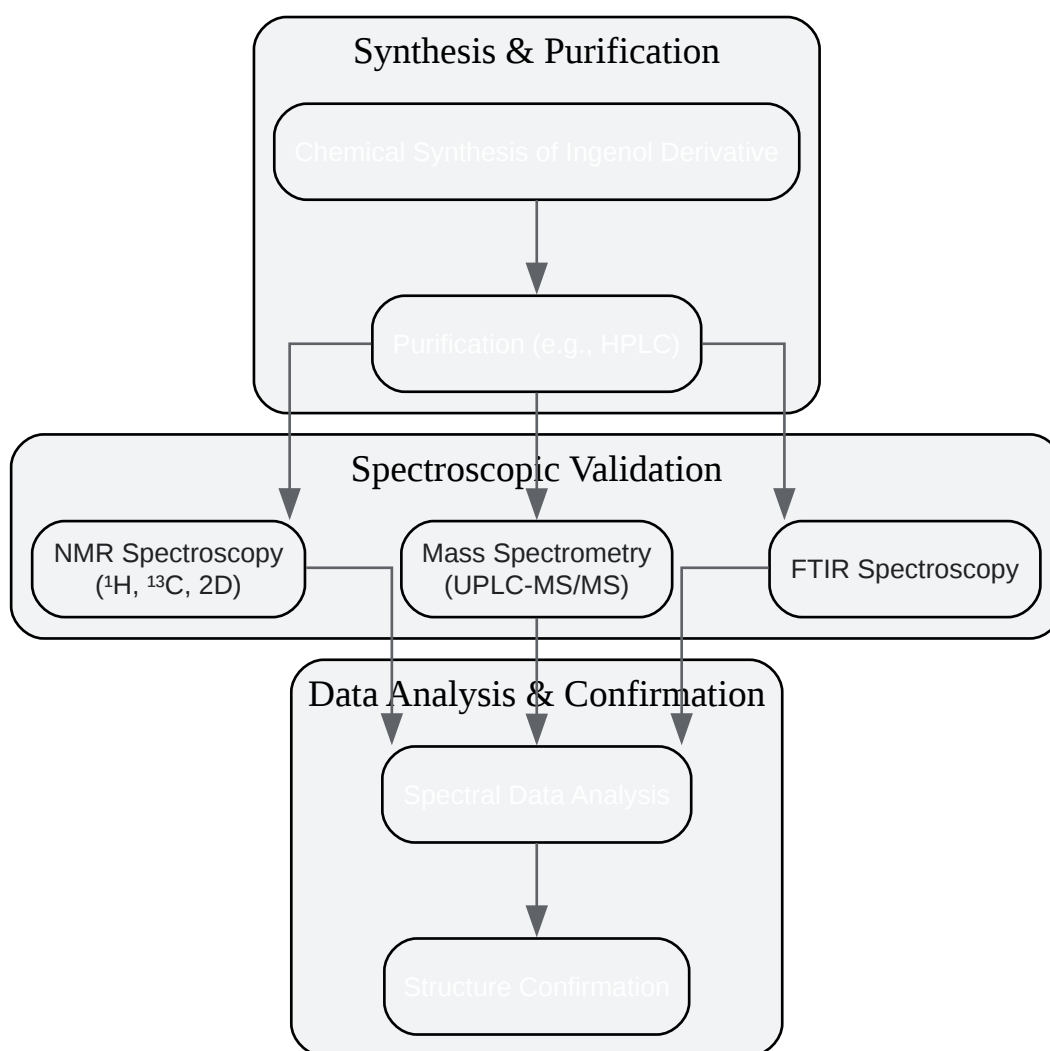 Synthesis & Purification
Chemical Synthesis of Ingenol Derivative
Purification (e.g., HPLC)
Spectroscopic Validation
NMR Spectroscopy
(¹H, ¹³C, 2D)
Mass Spectrometry
(UPLC-MS/MS)
FTIR Spectroscopy
Data Analysis & Confirmation
Spectral Data Analysis
Structure Confirmation